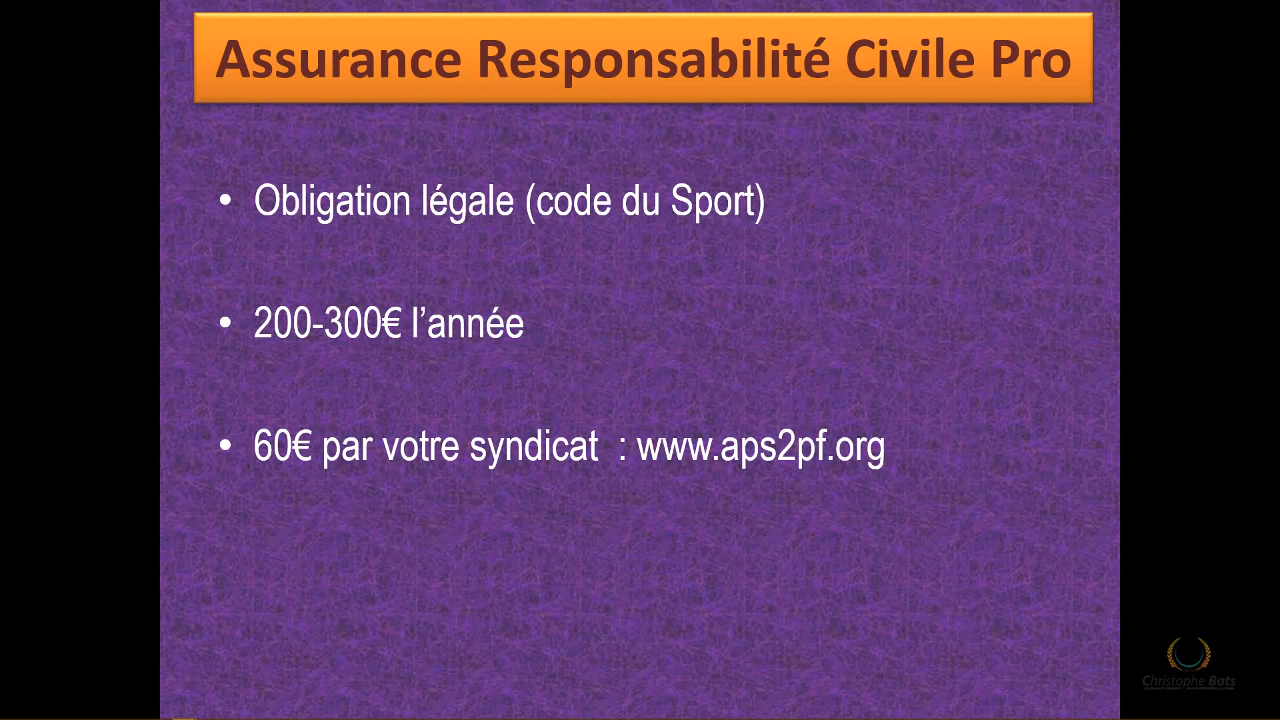 Assurance Responsabilité Civile Pro
• Obligation légale (code du Sport)
• 200-300€ l’année
• 60€ par votre syndicat : www.aps2pf.org
Christophe Bats